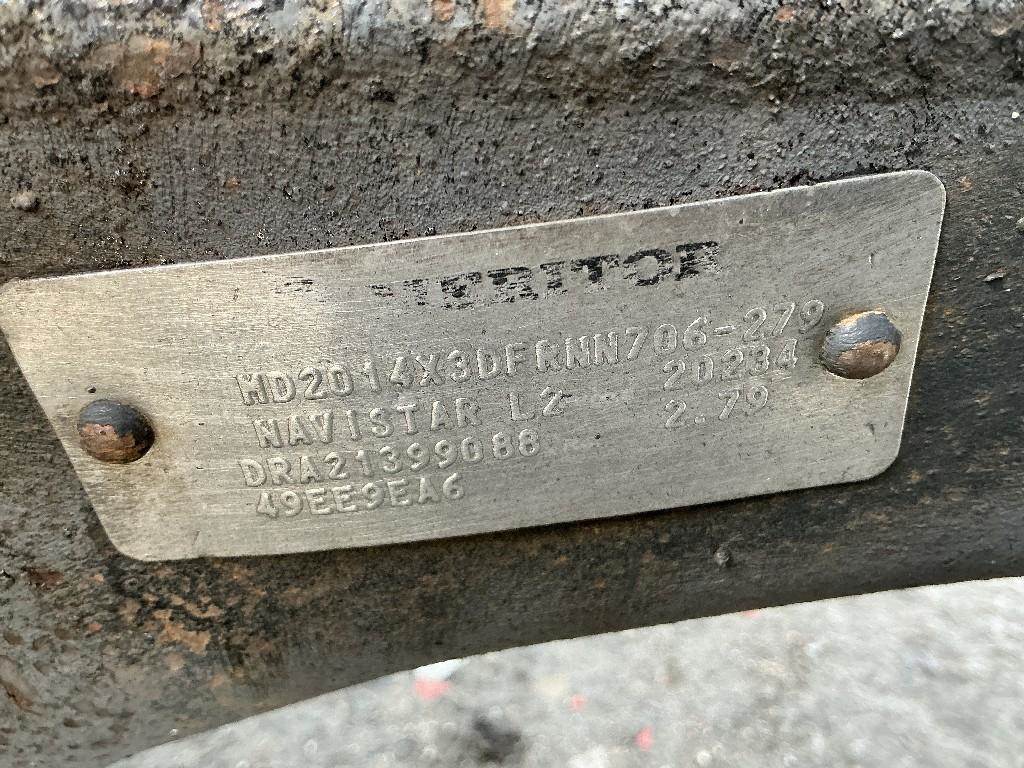 MERITOR
MD2014X3DFRNN706-279
NAVISTAR L2 20234
DRA21399088 2.79
49EE9EA6